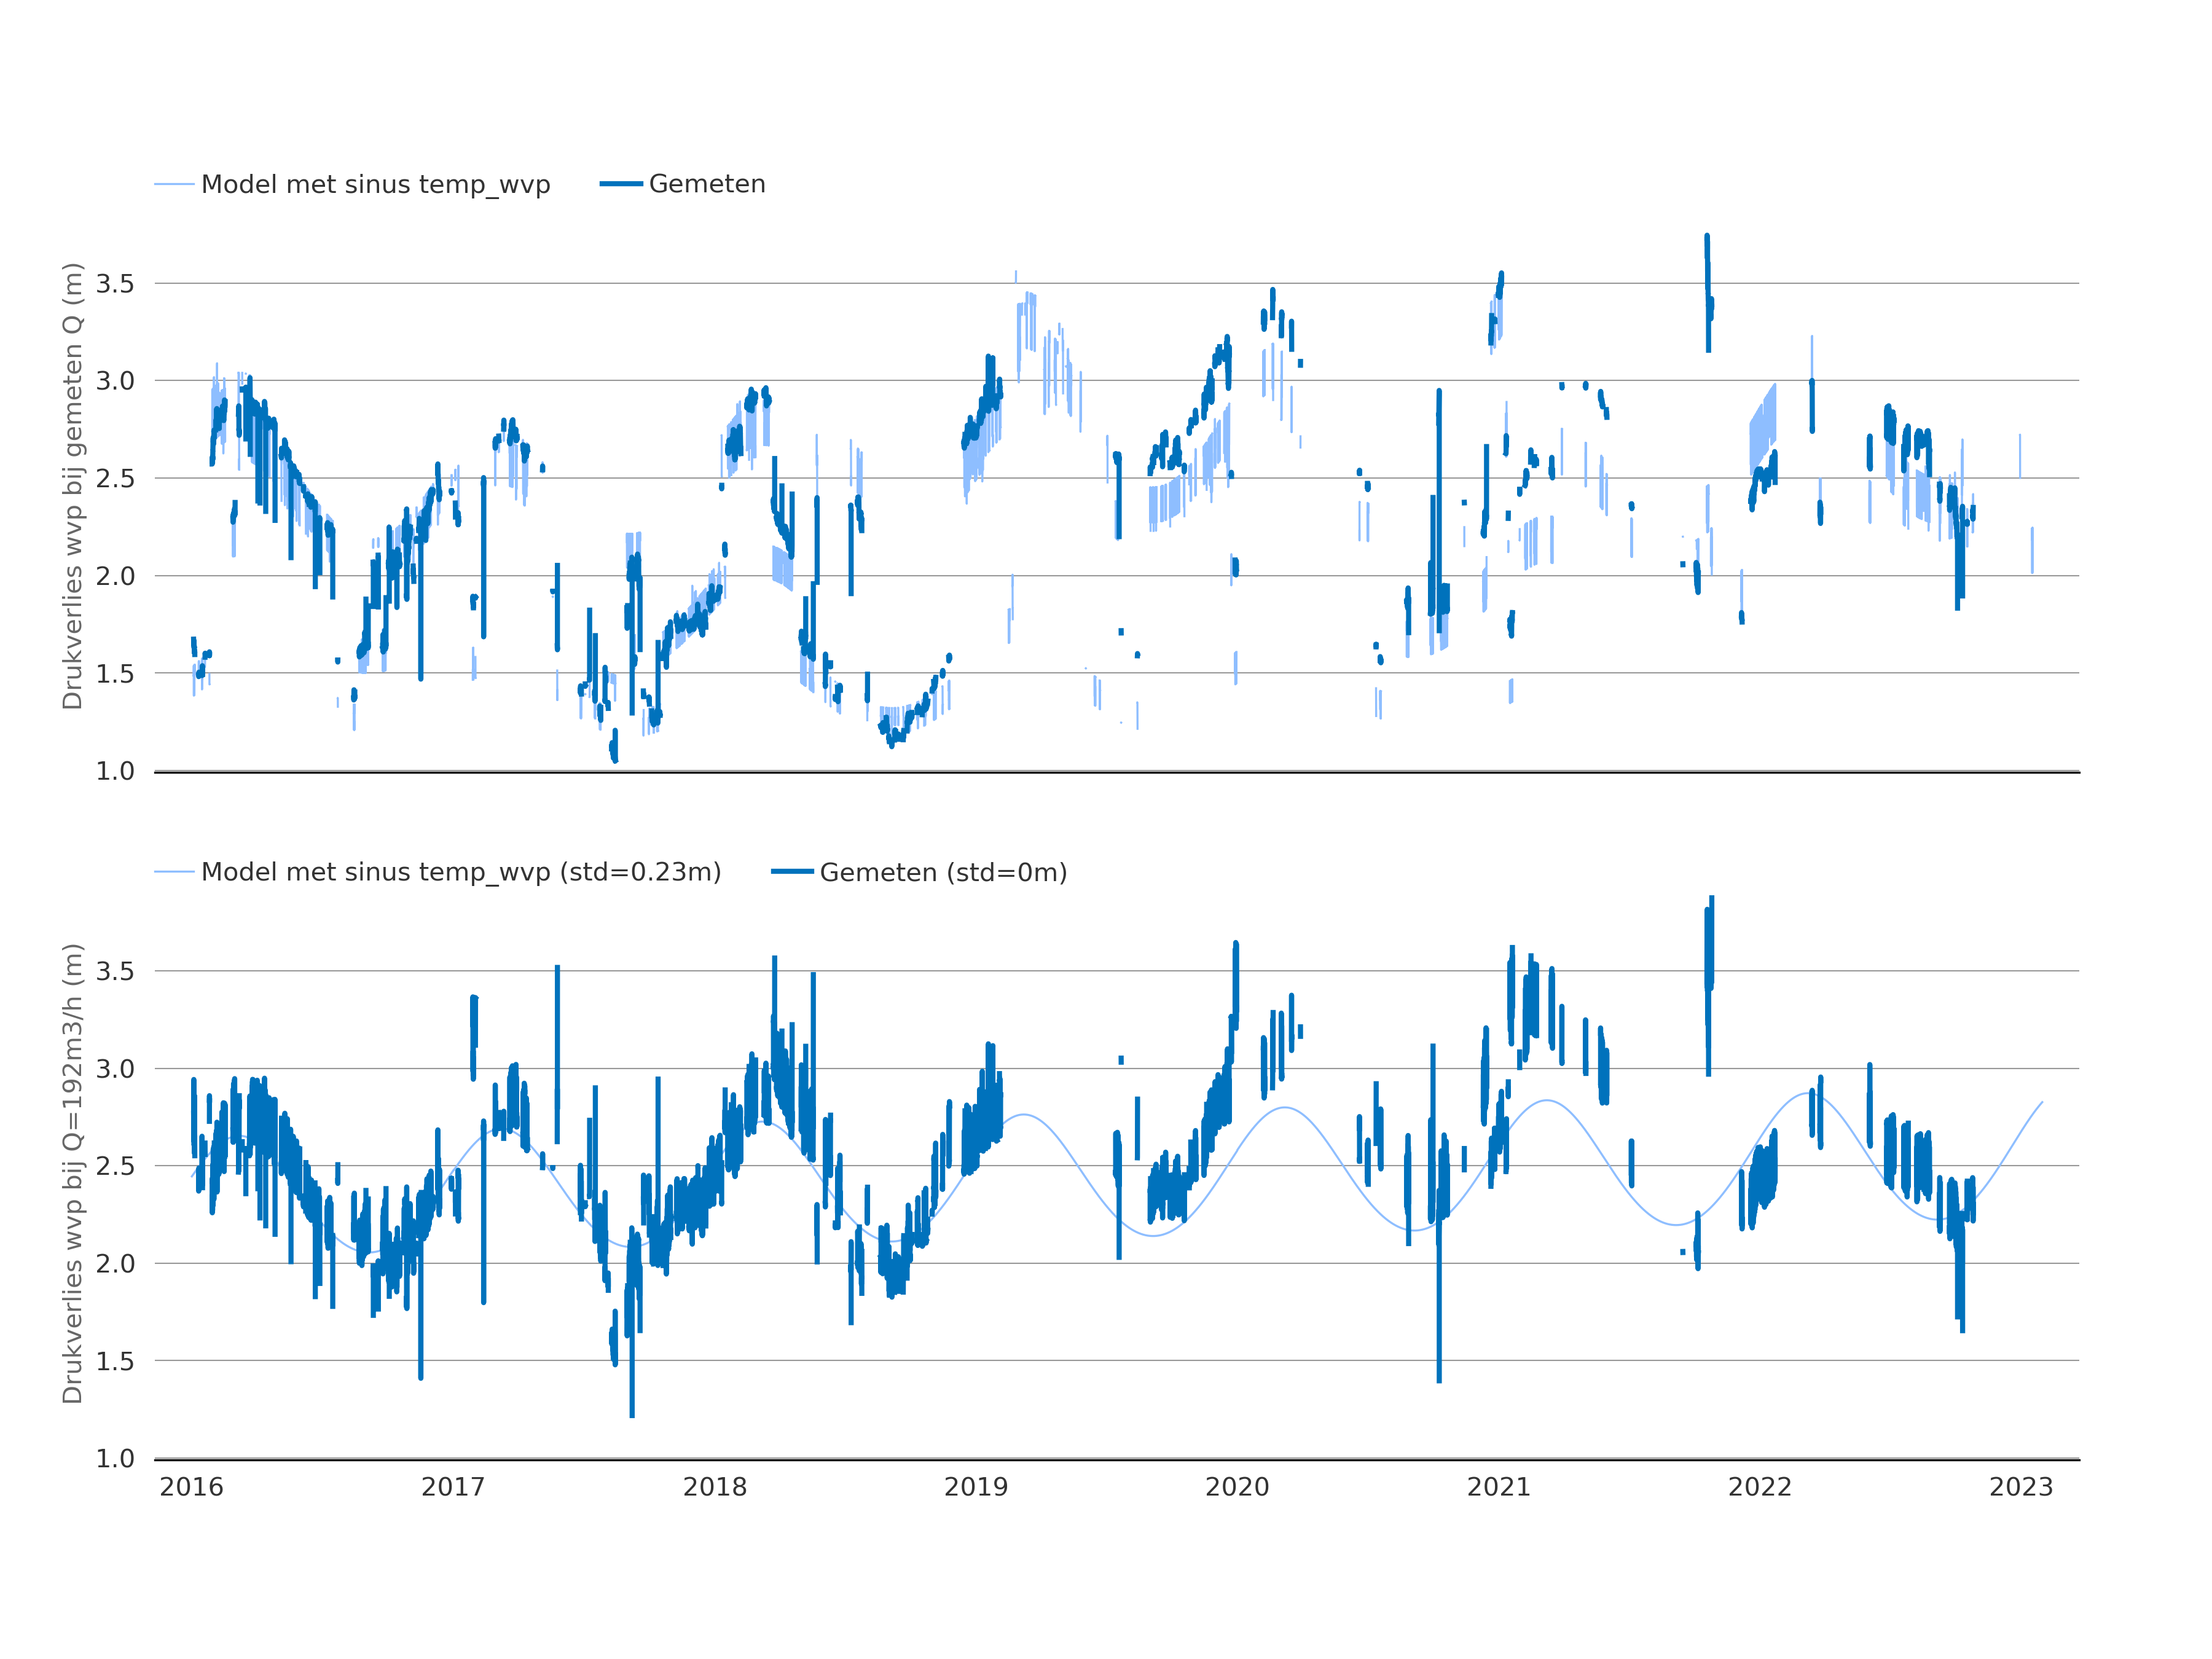 Model met sinus temp_wvp Gemeten
Drukverlies wvp bij gemeten Q (m)
3.5
3.0
2.5
2.0
1.5
1.0
Model met sinus temp_wvp (std=0.23m) Gemeten (std=0m)
Drukverlies wvp bij Q=192m3/h (m)
3.5
3.0
2.5
2.0
1.5
1.0
2016 2017 2018 2019 2020 2021 2022 2023